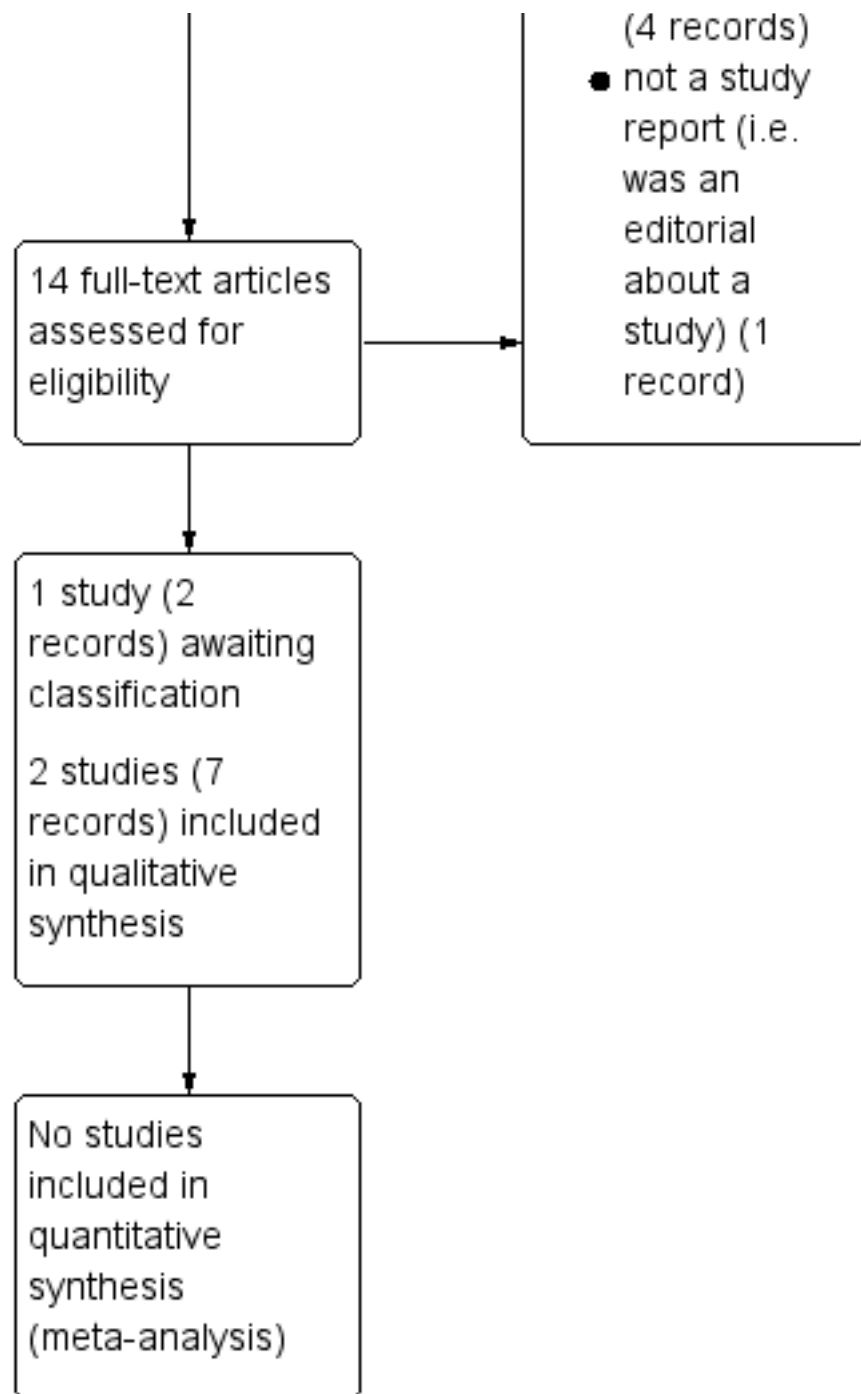 (4 records)
● not a study
report (i.e.
was an
editorial
about a
study) (1
record)
14 full-text articles
assessed for
eligibility
1 study (2
records) awaiting
classification
2 studies (7
records) included
in qualitative
synthesis
No studies
included in
quantitative
synthesis
(meta-analysis)